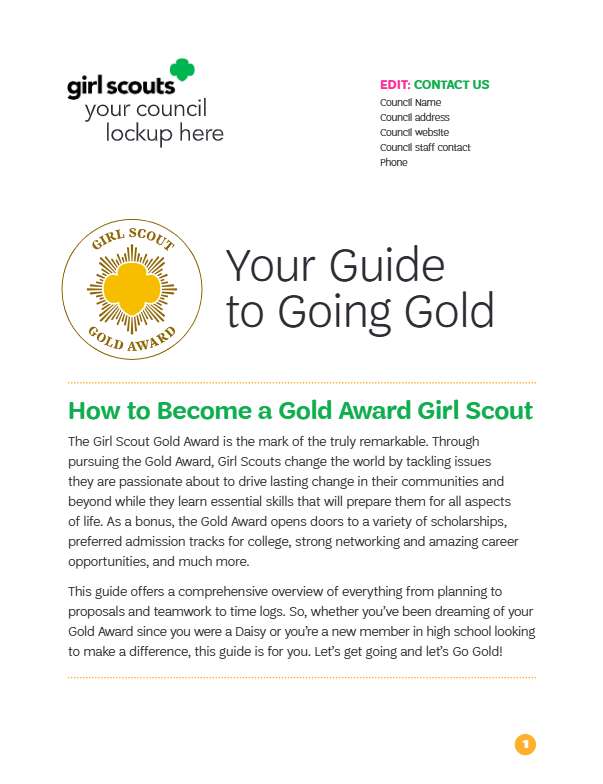 girl scouts
your council
lockup here
EDIT: CONTACT US
Council Name
Council address
Council website
Council staff contact
Phone
GIRL SCOUT
GOLD AWARD
Your Guide
to Going Gold
How to Become a Gold Award Girl Scout
The Girl Scout Gold Award is the mark of the truly remarkable. Through
pursuing the Gold Award, Girl Scouts change the world by tackling issues
they are passionate about to drive lasting change in their communities and
beyond while they learn essential skills that will prepare them for all aspects
of life. As a bonus, the Gold Award opens doors to a variety of scholarships,
preferred admission tracks for college, strong networking and amazing career
opportunities, and much more.
This guide offers a comprehensive overview of everything from planning to
proposals and teamwork to time logs. So, whether you’ve been dreaming of your
Gold Award since you were a Daisy or you’re a new member in high school looking
to make a difference, this guide is for you. Let’s get going and let’s Go Gold!
1